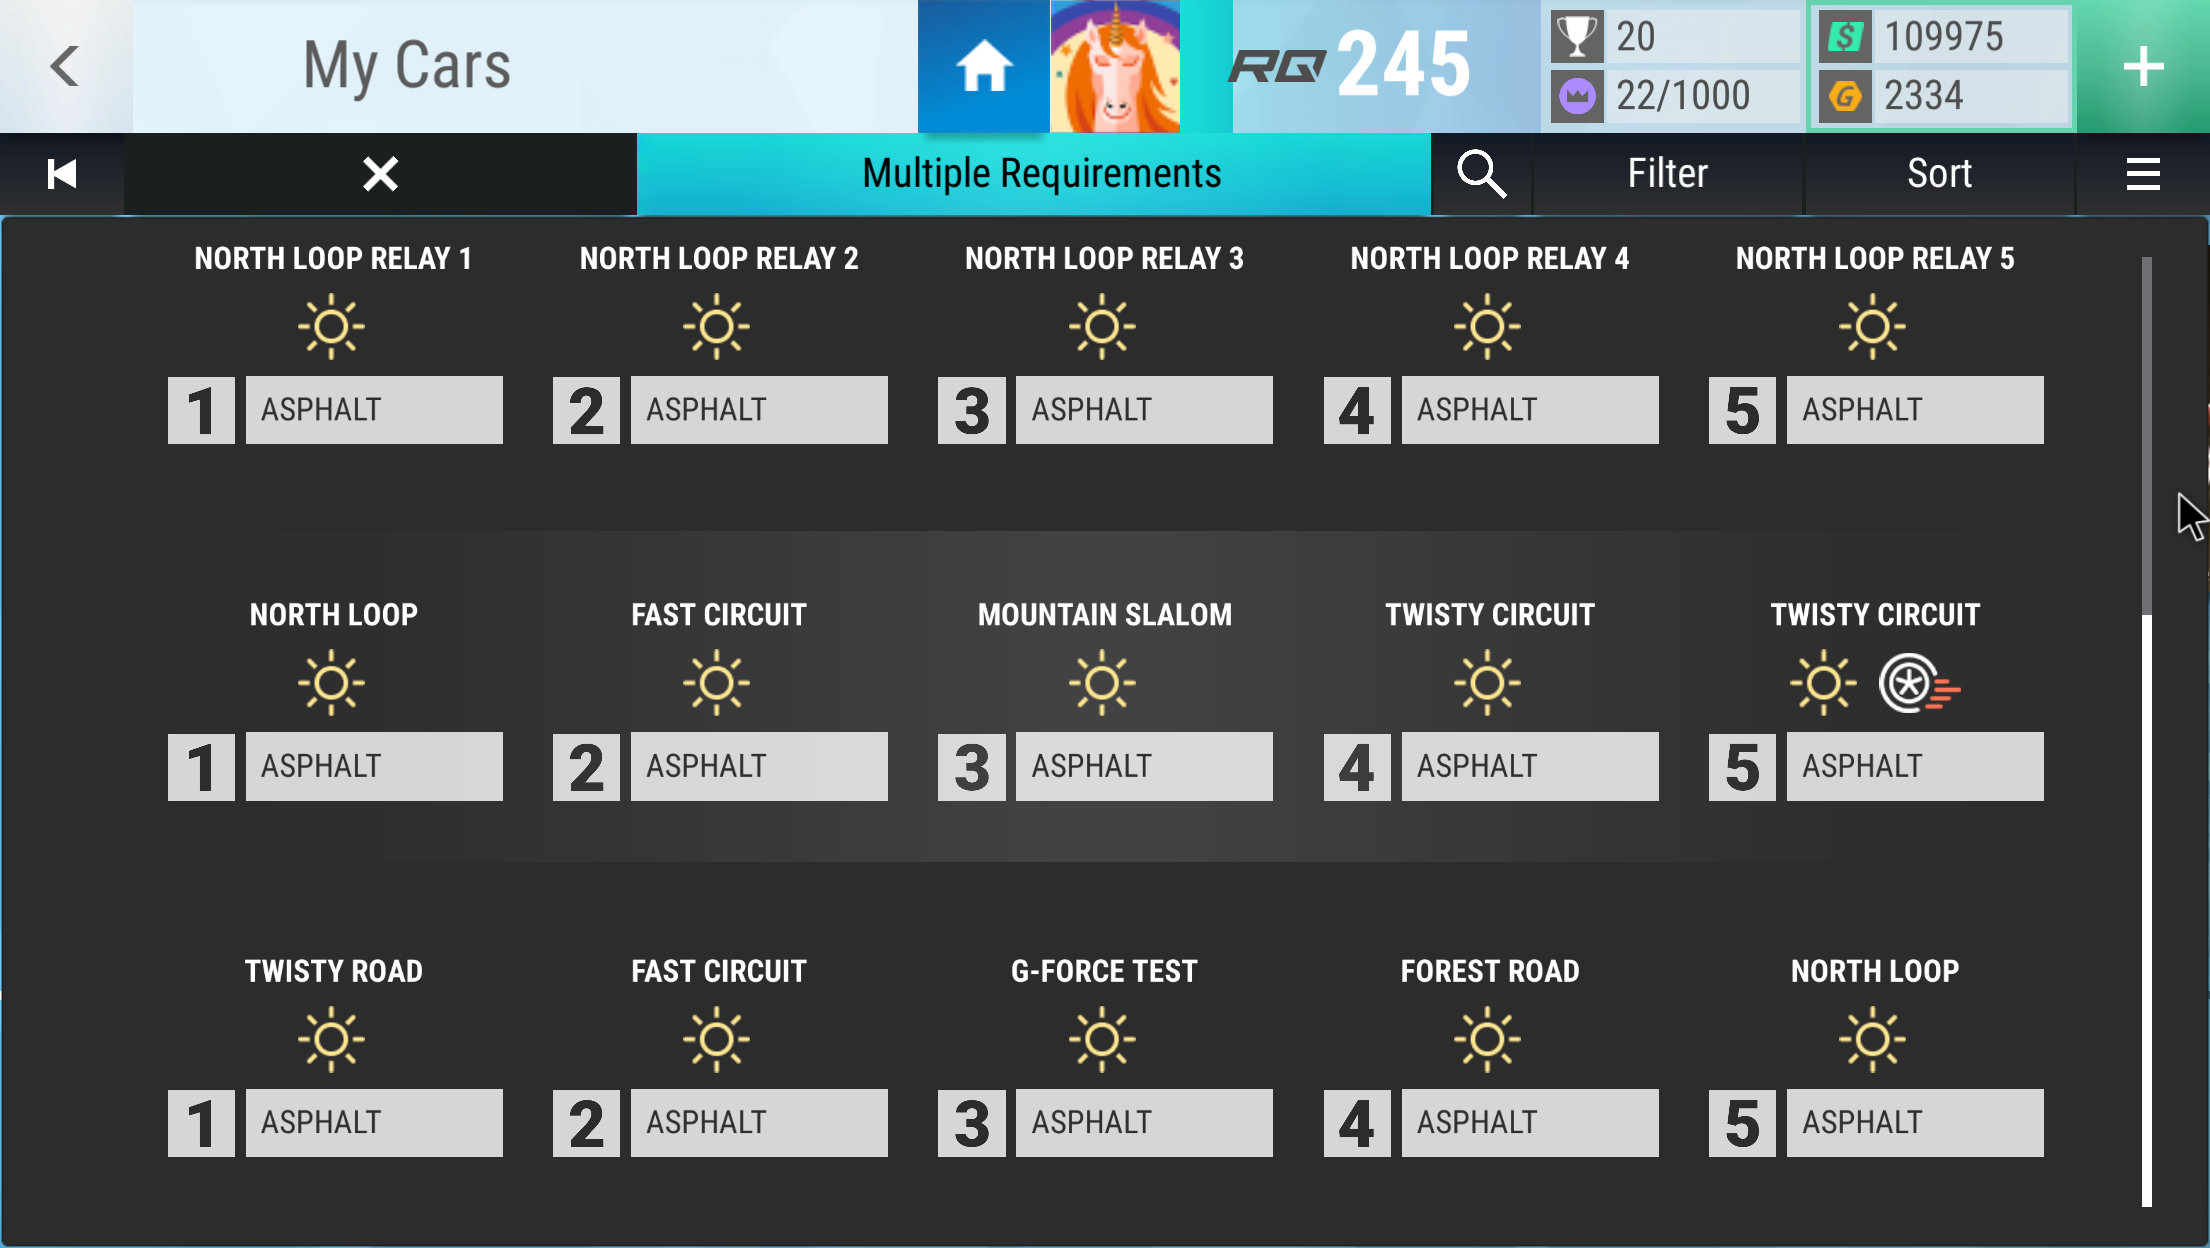 My Cars
RQ 245
20
22/1000
109975
2334
Multiple Requirements
Filter
Sort
NORTH LOOP RELAY 1
NORTH LOOP RELAY 2
NORTH LOOP RELAY 3
NORTH LOOP RELAY 4
NORTH LOOP RELAY 5
1 ASPHALT
2 ASPHALT
3 ASPHALT
4 ASPHALT
5 ASPHALT
NORTH LOOP
FAST CIRCUIT
MOUNTAIN SLALOM
TWISTY CIRCUIT
TWISTY CIRCUIT
1 ASPHALT
2 ASPHALT
3 ASPHALT
4 ASPHALT
5 ASPHALT
TWISTY ROAD
FAST CIRCUIT
G-FORCE TEST
FOREST ROAD
NORTH LOOP
1 ASPHALT
2 ASPHALT
3 ASPHALT
4 ASPHALT
5 ASPHALT